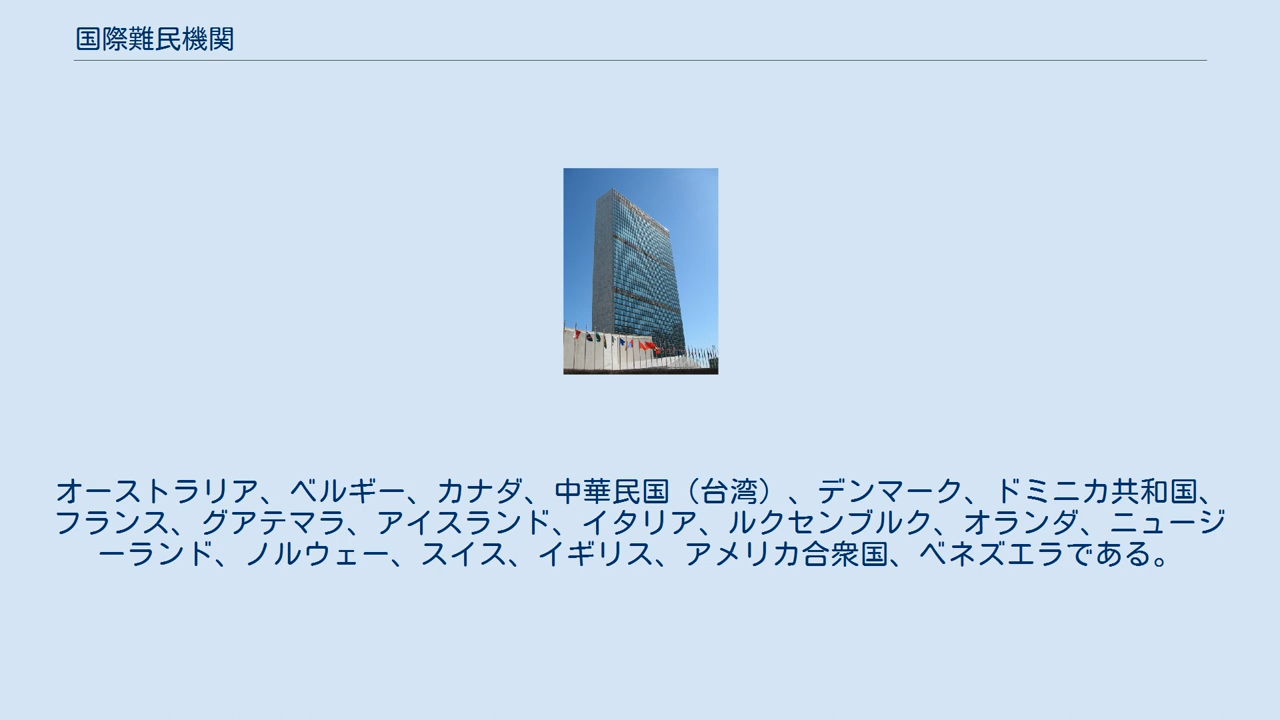 国際難民機関
オーストラリア、ベルギー、カナダ、中華民国（台湾）、デンマーク、ドミニカ共和国、
フランス、グアテマラ、アイスランド、イタリア、ルクセンブルク、オランダ、ニュージ
ーランド、ノルウェー、スイス、イギリス、アメリカ合衆国、ベネズエラである。